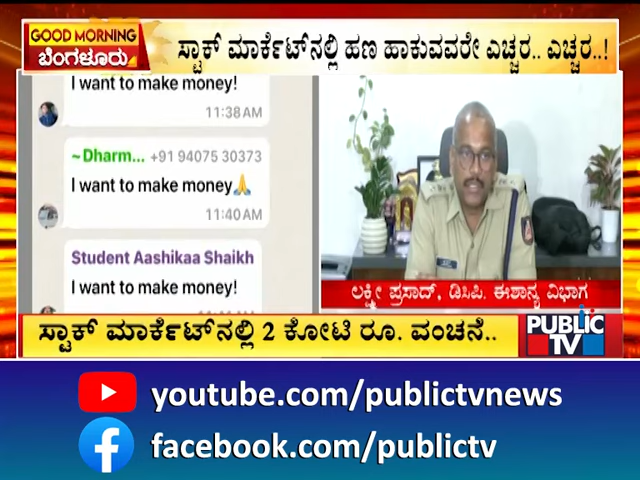 GOOD MORNING
ಬೆಂಗಳೂರು
ಸ್ಟಾಕ್ ಮಾರ್ಕೆಟ್‌ನಲ್ಲಿ ಹಣ ಹಾಕುವವರೇ ಎಚ್ಚರ.. ಎಚ್ಚರ..!
I want to make money!
11:38 AM
~Dharm... +91 94075 30373
I want to make money🙏
11:40 AM
Student Aashikaa Shaikh
I want to make money!
ಲಕ್ಷ್ಮೀ ಪ್ರಸಾದ್, ಡಿಸಿಪಿ. ಈಶಾನ್ಯ ವಿಭಾಗ
ಸ್ಟಾಕ್ ಮಾರ್ಕೆಟ್‌ನಲ್ಲಿ 2 ಕೋಟಿ ರೂ. ವಂಚನೆ..
PUBLIC
TV
youtube.com/publictvnews
facebook.com/publictv